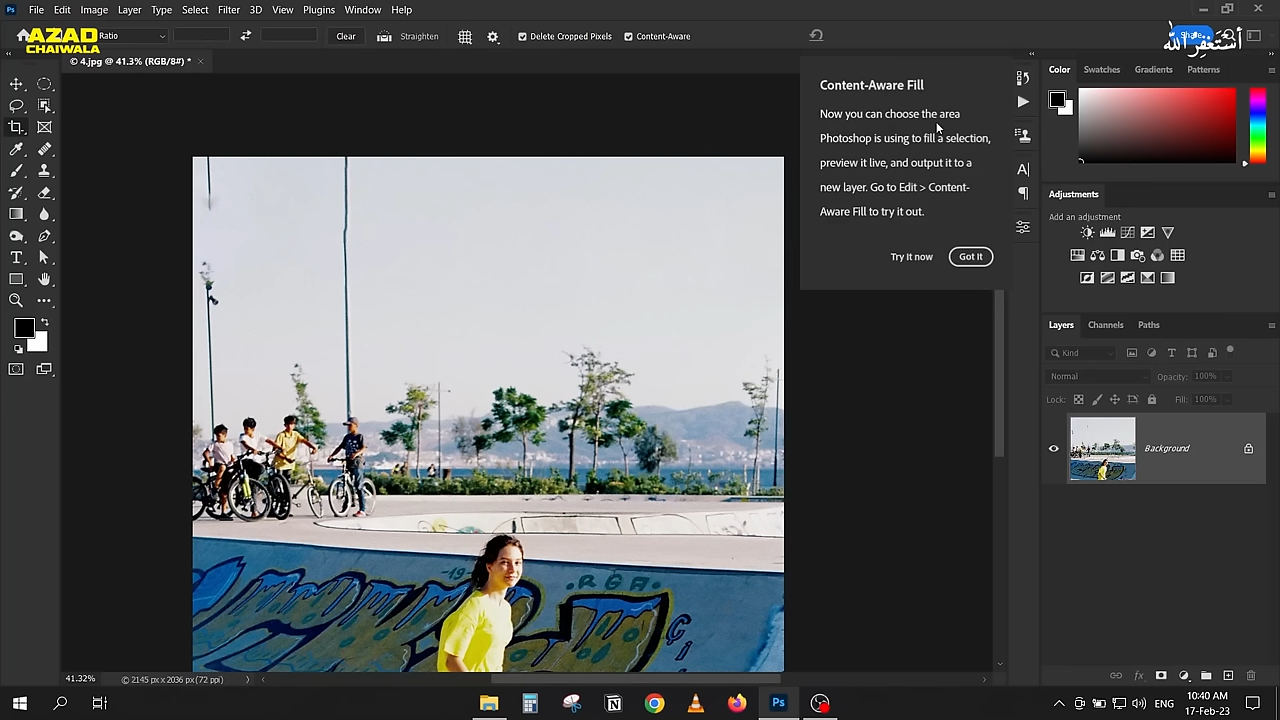 File Edit Image Layer Type Select Filter 3D View Plugins Window Help
AZAD
CHAIWALA
Ratio
Clear
Straighten
Delete Cropped Pixels
Content-Aware
أستغفر الله
© 4.jpg @ 41.3% (RGB/8#) *
Content-Aware Fill
Now you can choose the area
Photoshop is using to fill a selection,
preview it live, and output it to a
new layer. Go to Edit > Content-
Aware Fill to try it out.
Try it now
Got it
Color Swatches Gradients Patterns
Adjustments
Add an adjustment
Layers Channels Paths
Kind
Normal
Opacity: 100%
Lock:
Fill: 100%
Background
-19-
RGA
41.32%
© 2145 px x 2036 px (72 ppi)
Ps
ENG
10:40 AM
17-Feb-23